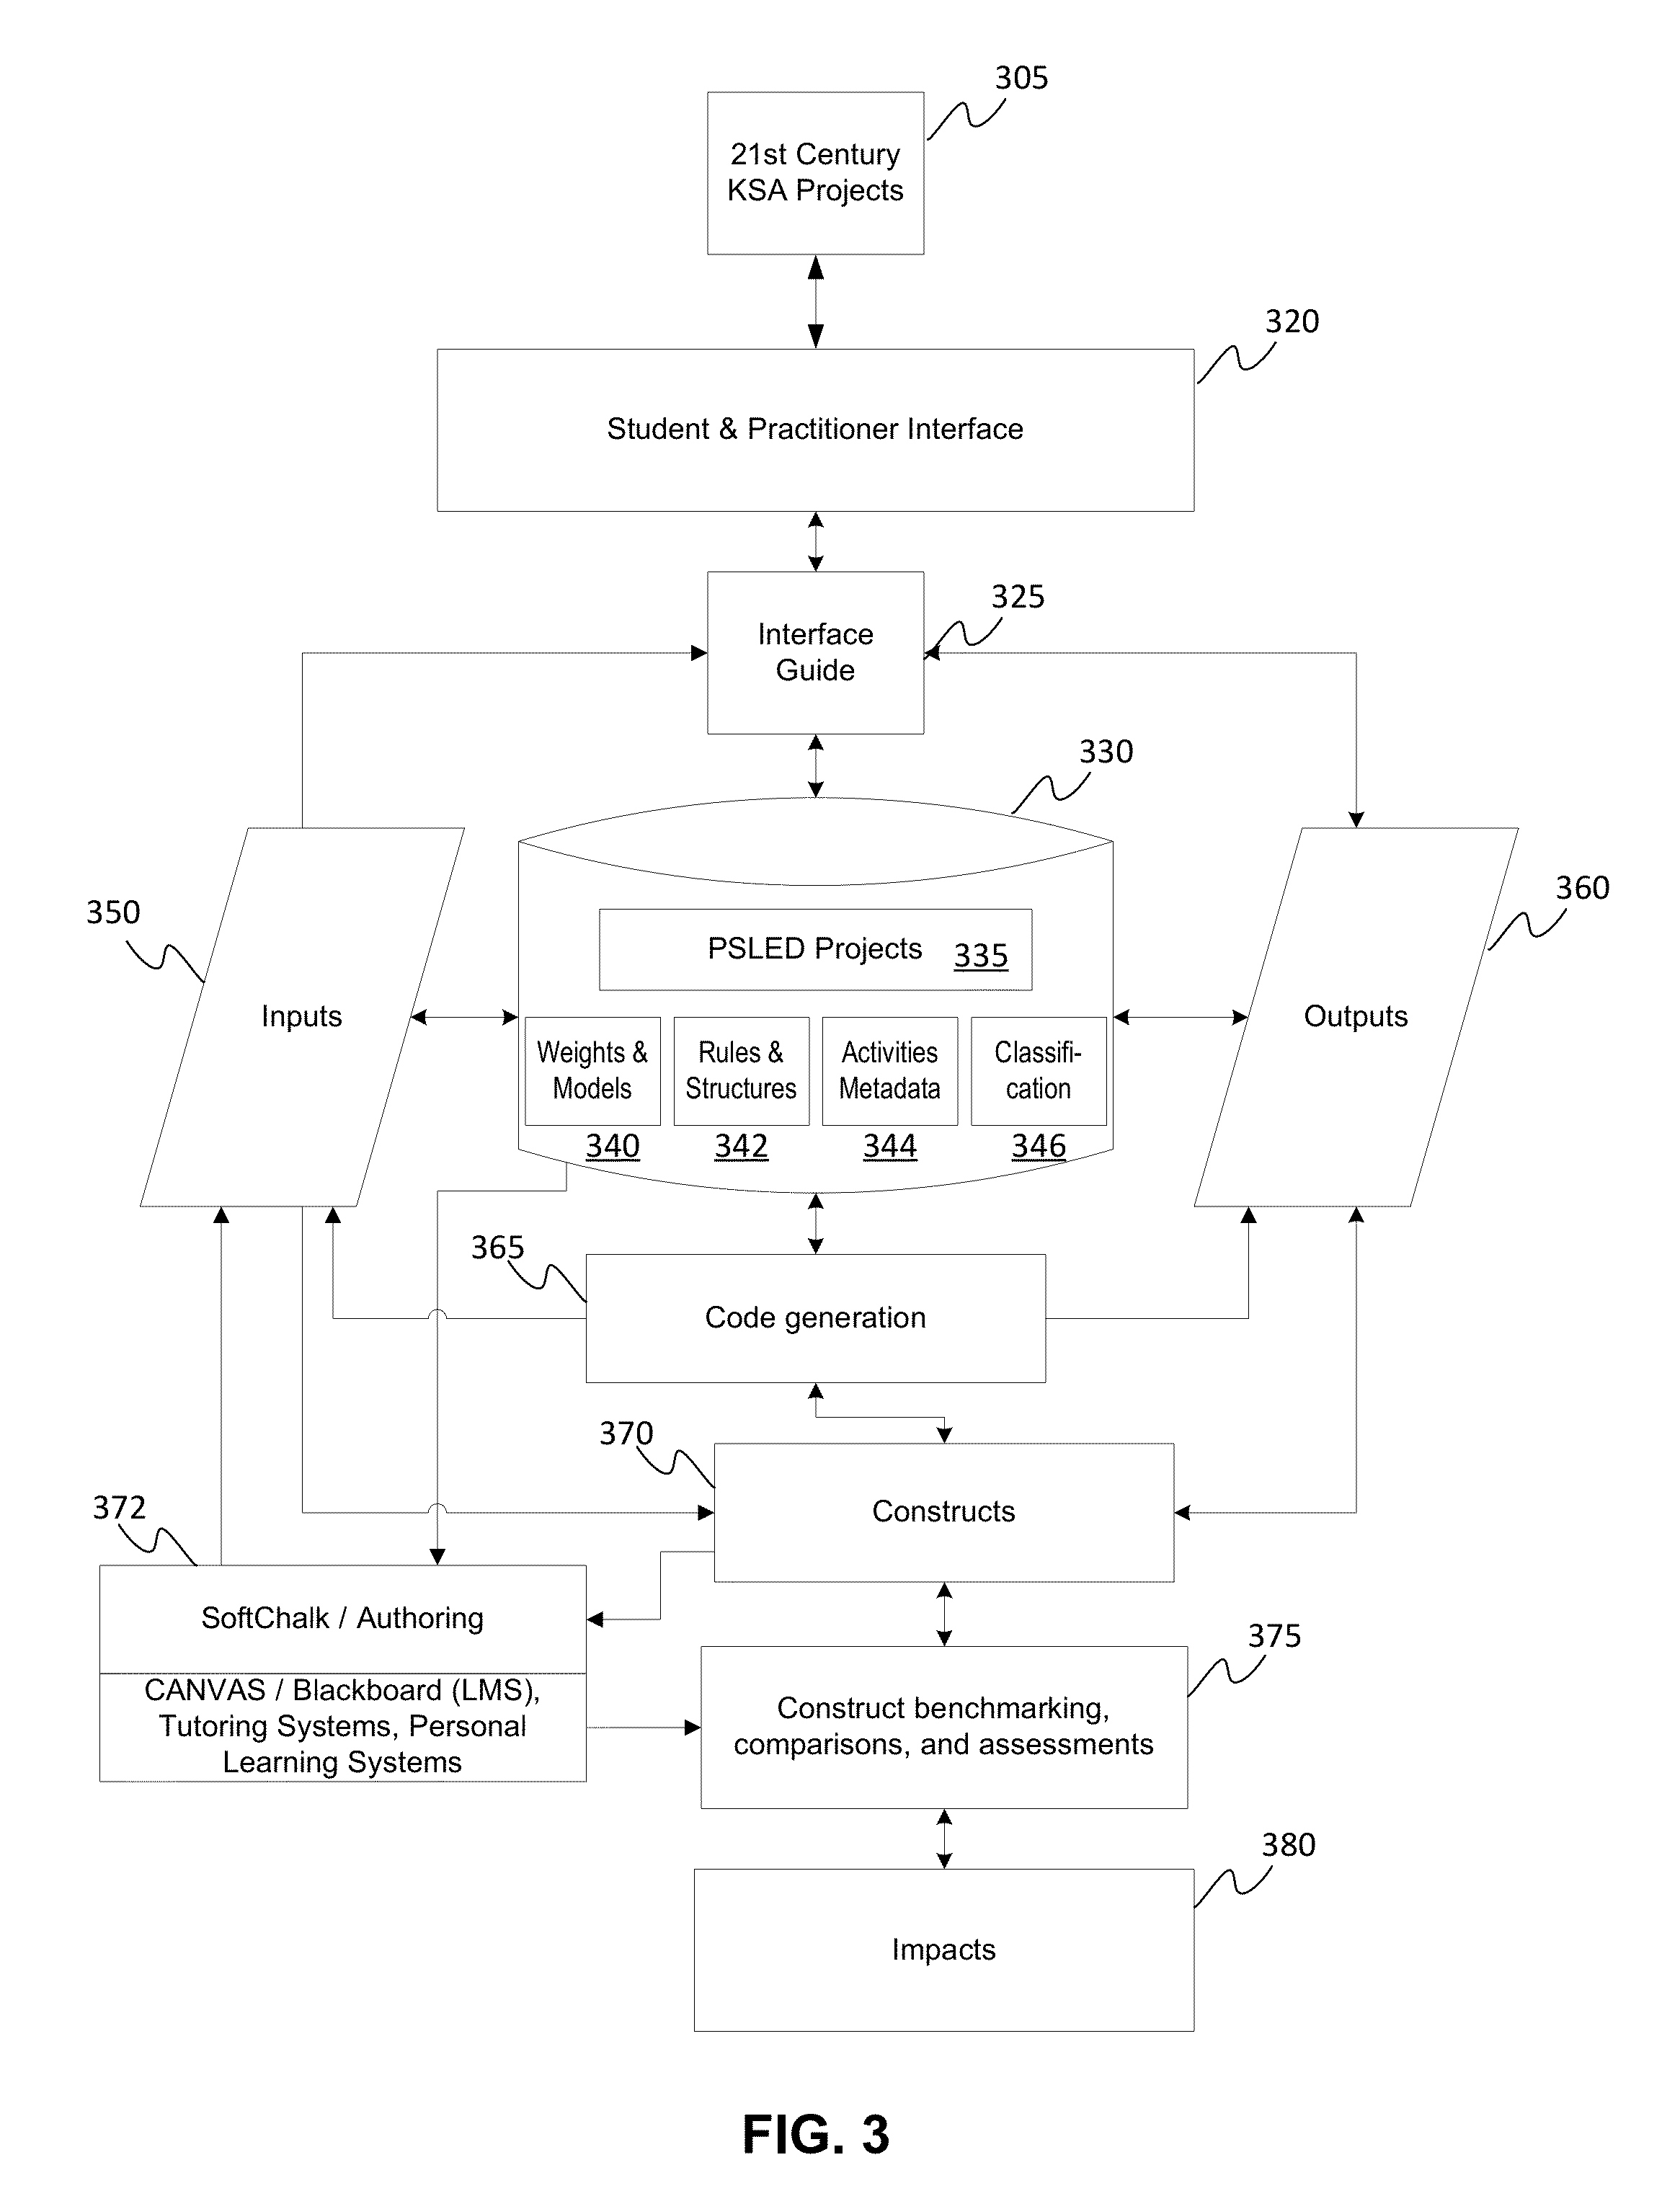 305
21st Century
KSA Projects
320
Student & Practitioner Interface
325
Interface
Guide
330
350
360
PSLED Projects 335
Inputs
Outputs
Weights &
Models
Rules &
Structures
Activities
Metadata
Classifi-
cation
340 342 344 346
365
Code generation
370
Constructs
372
SoftChalk / Authoring
CANVAS / Blackboard (LMS),
Tutoring Systems, Personal
Learning Systems
375
Construct benchmarking,
comparisons, and assessments
380
Impacts
FIG. 3